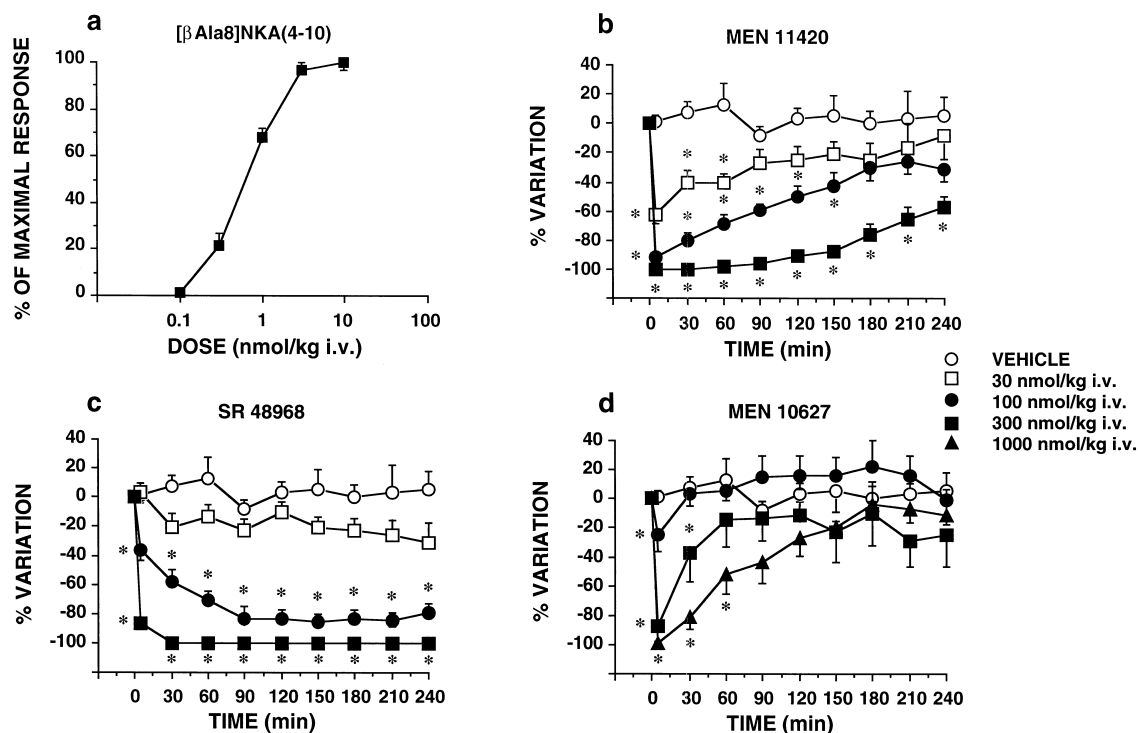 a
[βAla8]NKA(4-10)
% OF MAXIMAL RESPONSE
100
80
60
40
20
0
0.1 1 10 100
DOSE (nmol/kg i.v.)
b
MEN 11420
% VARIATION
40
20
0
-20
-40
-60
-80
-100
* * *
* * * * *
* *
* * * * * * * * *
0 30 60 90 120 150 180 210 240
TIME (min)
VEHICLE
30 nmol/kg i.v.
100 nmol/kg i.v.
300 nmol/kg i.v.
1000 nmol/kg i.v.
c
SR 48968
% VARIATION
40
20
0
-20
-40
-60
-80
-100
* * * * * * * * *
* * * * * * * * *
0 30 60 90 120 150 180 210 240
TIME (min)
d
MEN 10627
% VARIATION
40
20
0
-20
-40
-60
-80
-100
* *
* * * *
0 30 60 90 120 150 180 210 240
TIME (min)